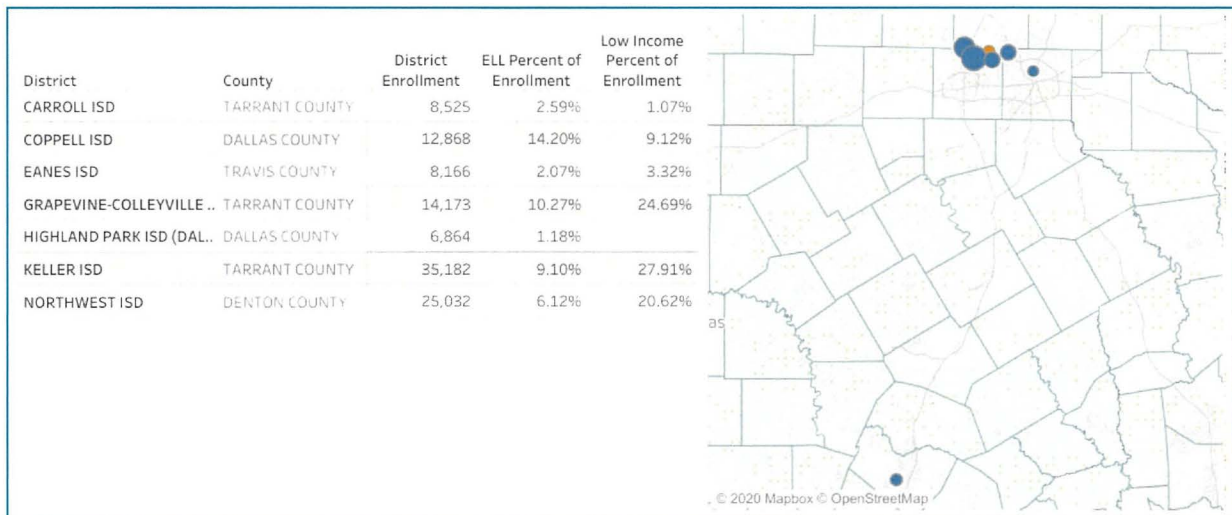 District County District Enrollment ELL Percent of Enrollment Low Income Percent of Enrollment
CARROLL ISD TARRANT COUNTY 8,525 2.59% 1.07%
COPPELL ISD DALLAS COUNTY 12,868 14.20% 9.12%
EANES ISD TRAVIS COUNTY 8,166 2.07% 3.32%
GRAPEVINE-COLLEYVILLE .. TARRANT COUNTY 14,173 10.27% 24.69%
HIGHLAND PARK ISD (DAL.. DALLAS COUNTY 6,864 1.18%
KELLER ISD TARRANT COUNTY 35,182 9.10% 27.91%
NORTHWEST ISD DENTON COUNTY 25,032 6.12% 20.62%
as
© 2020 Mapbox © OpenStreetMap